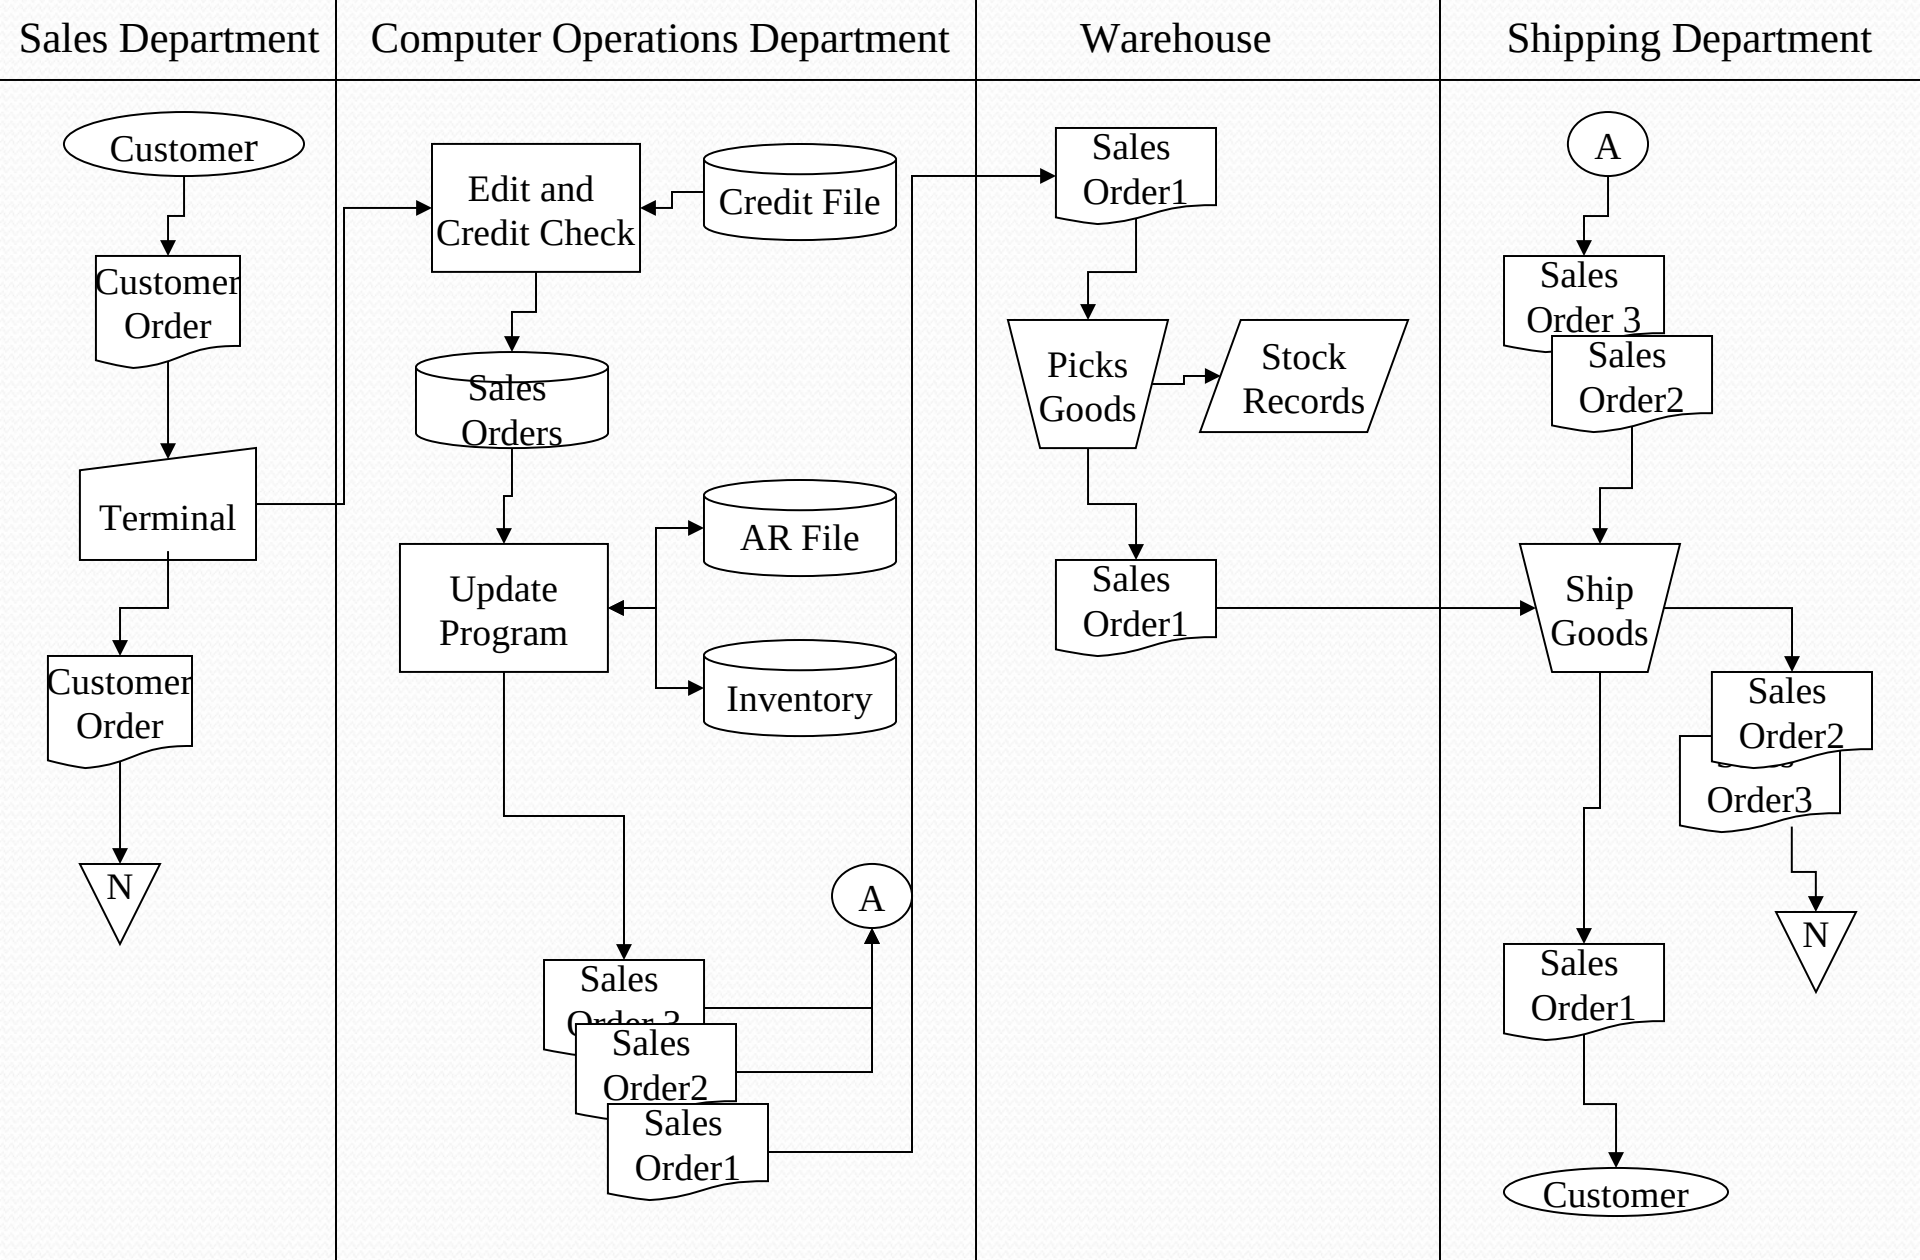 Sales Department
Computer Operations Department
Warehouse
Shipping Department
Customer
Customer
Order
Terminal
Customer
Order
N
Edit and
Credit Check
Credit File
Sales
Orders
Update
Program
AR File
Inventory
A
Sales
Order 3
Sales
Order2
Sales
Order1
Sales
Order1
Picks
Goods
Stock
Records
Sales
Order1
A
Sales
Order 3
Sales
Order2
Ship
Goods
Sales
Order2
Order3
N
Sales
Order1
Customer